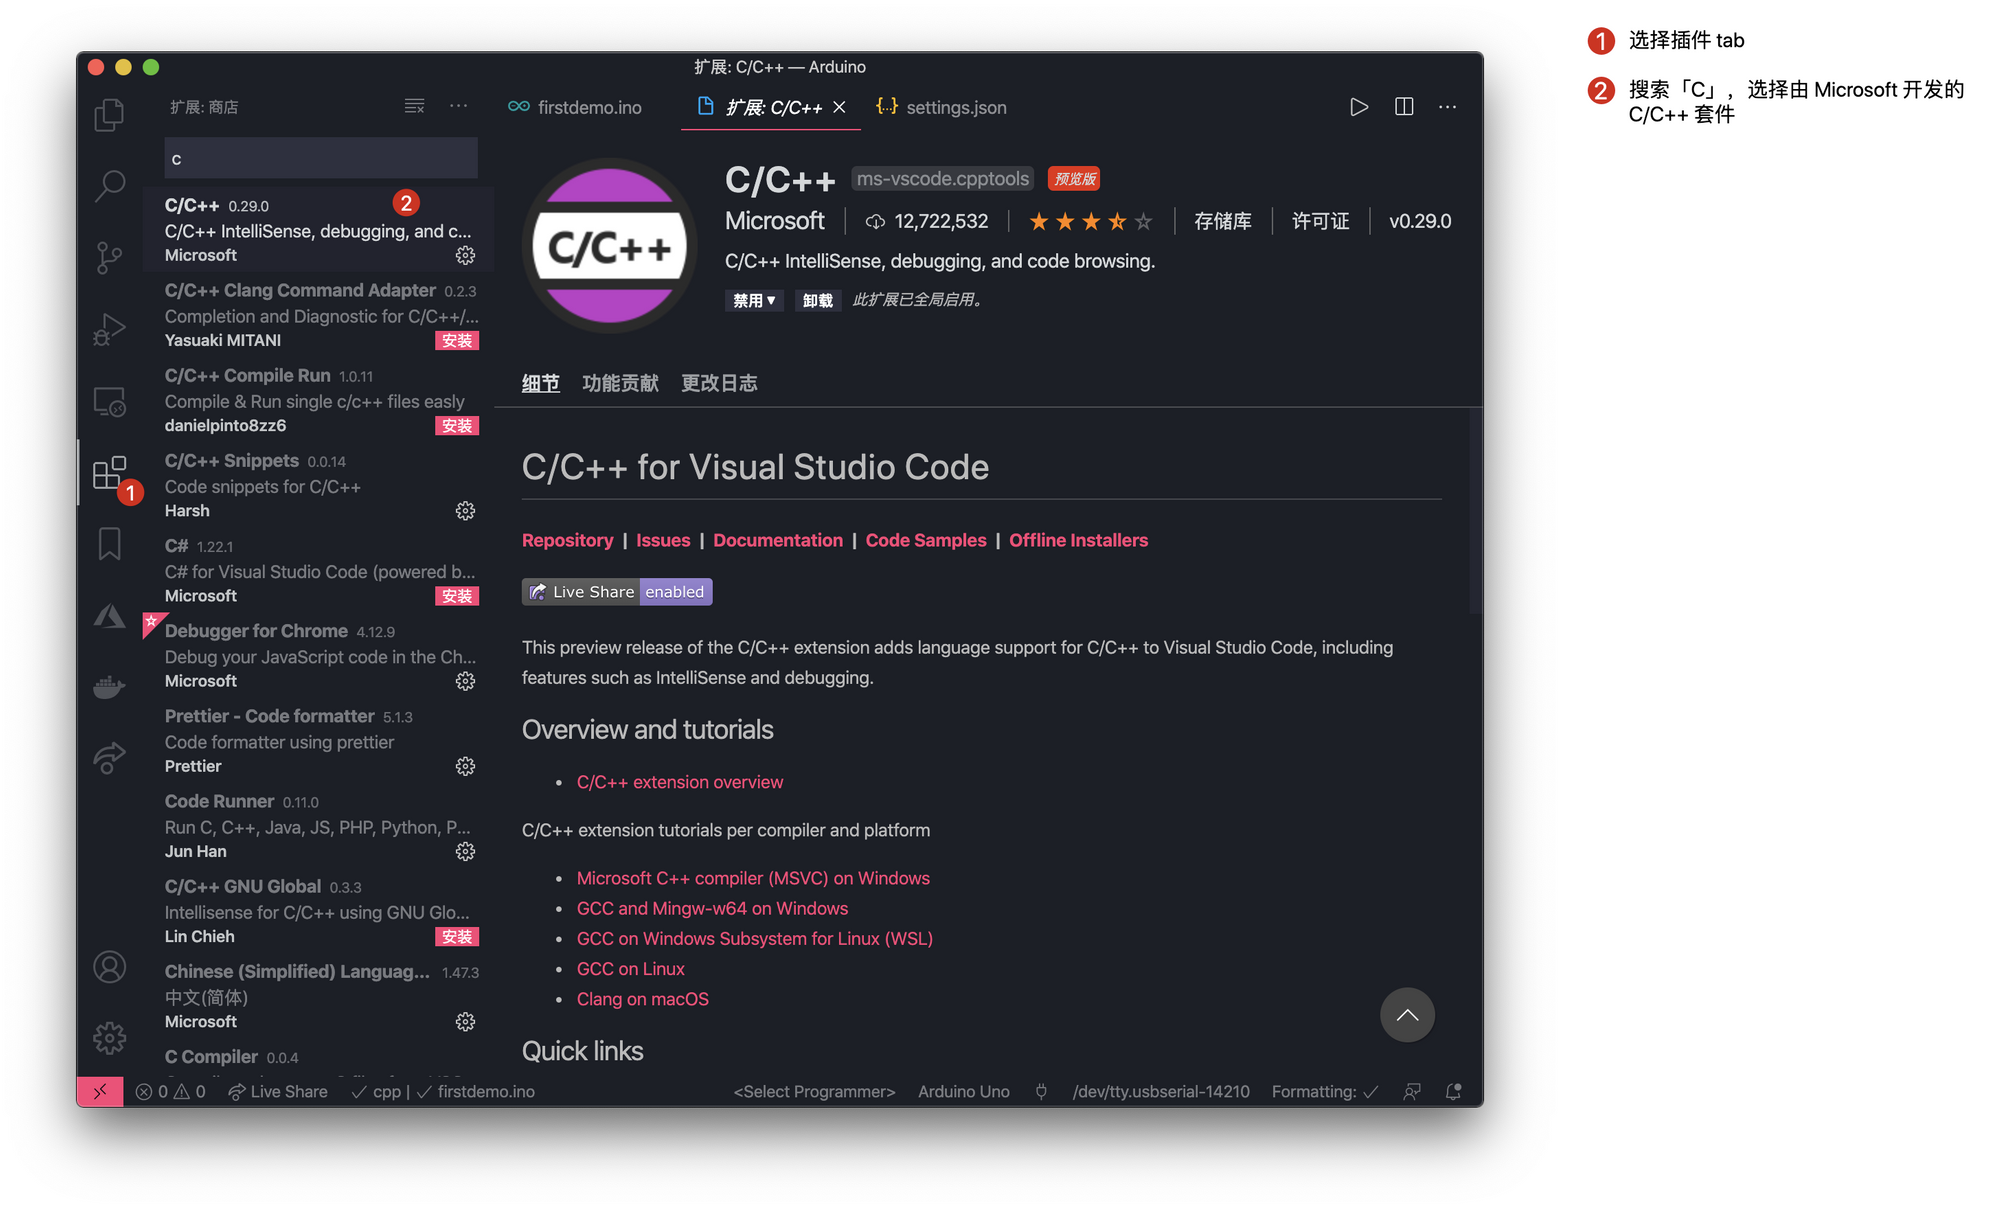 扩展: C/C++ — Arduino
扩展: 商店
firstdemo.ino
扩展: C/C++
settings.json
c
C/C++ 0.29.0
2
C/C++ IntelliSense, debugging, and c...
Microsoft
C/C++ Clang Command Adapter 0.2.3
Completion and Diagnostic for C/C++/...
Yasuaki MITANI
安装
C/C++ Compile Run 1.0.11
Compile & Run single c/c++ files easly
danielpinto8zz6
安装
C/C++ Snippets 0.0.14
Code snippets for C/C++
Harsh
1
C# 1.22.1
C# for Visual Studio Code (powered b...
Microsoft
安装
Debugger for Chrome 4.12.9
Debug your JavaScript code in the Ch...
Microsoft
Prettier - Code formatter 5.1.3
Code formatter using prettier
Prettier
Code Runner 0.11.0
Run C, C++, Java, JS, PHP, Python, P...
Jun Han
C/C++ GNU Global 0.3.3
Intellisense for C/C++ using GNU Glo...
Lin Chieh
安装
Chinese (Simplified) Languag... 1.47.3
中文(简体)
Microsoft
C Compiler 0.0.4
C/C++
C/C++ ms-vscode.cpptools 预览版
Microsoft 12,722,532 存储库 许可证 v0.29.0
C/C++ IntelliSense, debugging, and code browsing.
禁用▼ 卸载 此扩展已全局启用。
细节 功能贡献 更改日志
C/C++ for Visual Studio Code
Repository | Issues | Documentation | Code Samples | Offline Installers
Live Share enabled
This preview release of the C/C++ extension adds language support for C/C++ to Visual Studio Code, including
features such as IntelliSense and debugging.
Overview and tutorials
• C/C++ extension overview
C/C++ extension tutorials per compiler and platform
• Microsoft C++ compiler (MSVC) on Windows
• GCC and Mingw-w64 on Windows
• GCC on Windows Subsystem for Linux (WSL)
• GCC on Linux
• Clang on macOS
Quick links
0 0 Live Share cpp | firstdemo.ino
<Select Programmer> Arduino Uno /dev/tty.usbserial-14210 Formatting:
1 选择插件 tab
2 搜索「C」，选择由 Microsoft 开发的
C/C++ 套件